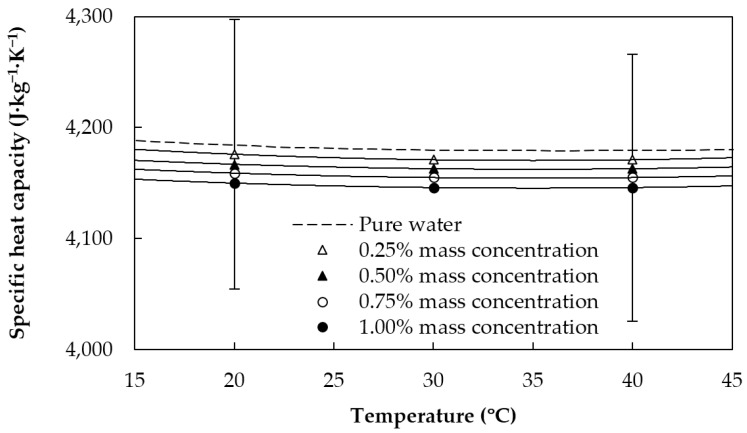 Specific heat capacity (J·kg⁻¹·K⁻¹)
4,300
4,200
4,100
4,000
Pure water
0.25% mass concentration
0.50% mass concentration
0.75% mass concentration
1.00% mass concentration
15 20 25 30 35 40 45
Temperature (°C)